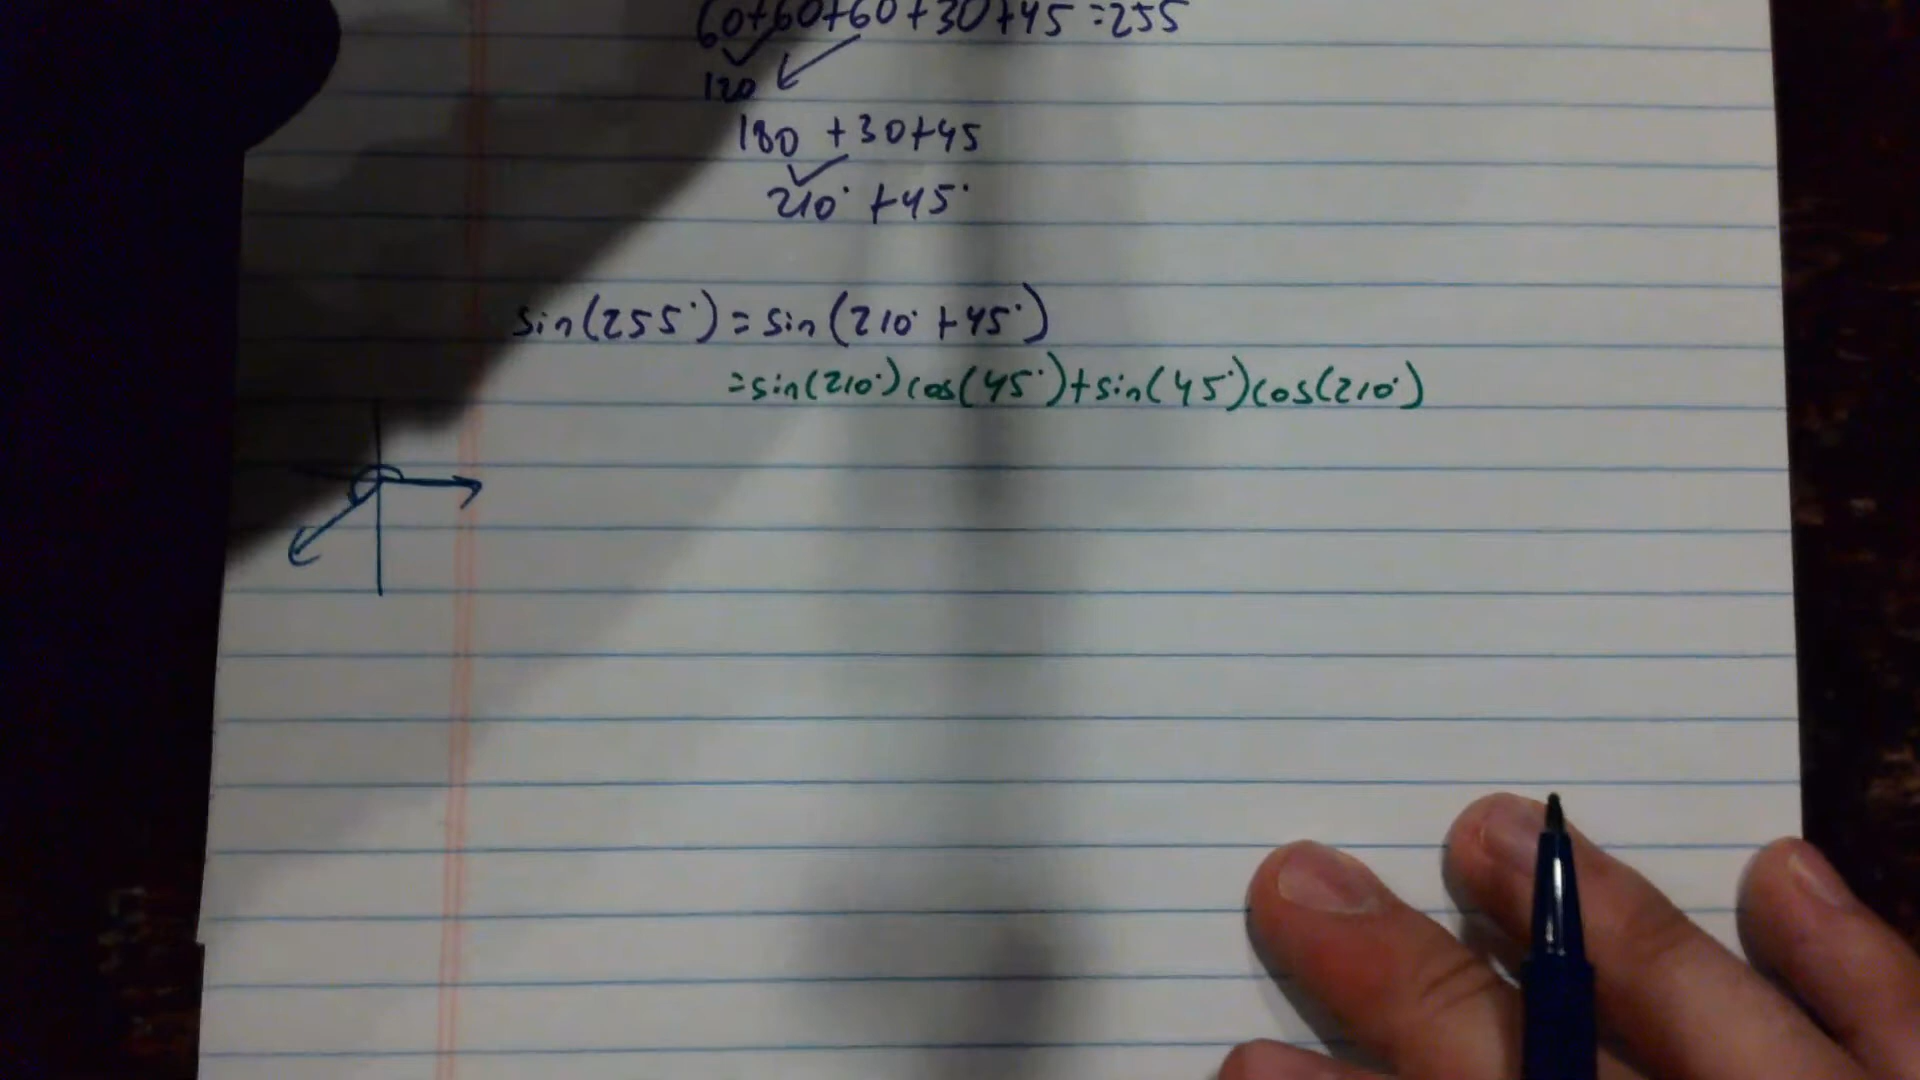 60+60+60+30+45=255
120
180 +30+45
210° +45°
sin(255°)=sin(210°+45°)
=sin(210°)cos(45°)+sin(45°)cos(210°)